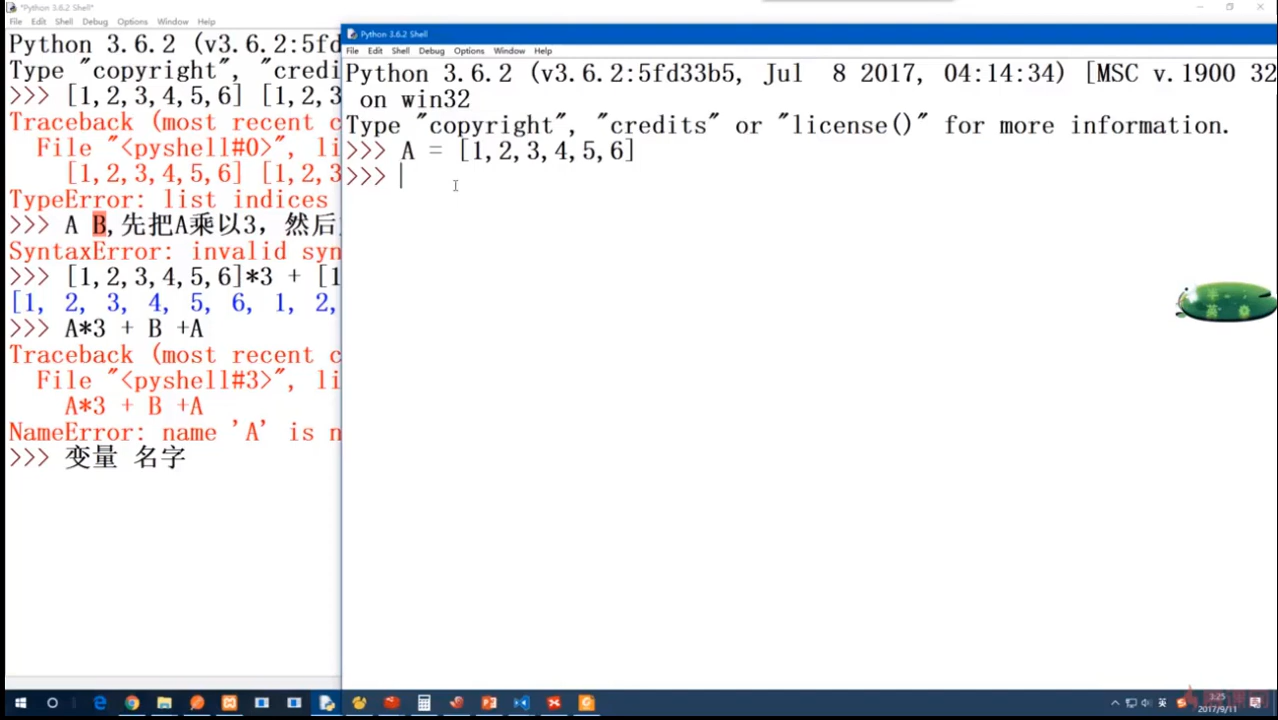 *Python 3.6.2 Shell*
File Edit Shell Debug Options Window Help
Python 3.6.2 (v3.6.2:5fd
Type "copyright", "credi
>>> [1,2,3,4,5,6] [1,2,3
Traceback (most recent c
File "<pyshell#0>", li
[1,2,3,4,5,6] [1,2,3
TypeError: list indices
>>> A B,先把A乘以3，然后
SyntaxError: invalid syn
>>> [1,2,3,4,5,6]*3 + [1
[1, 2, 3, 4, 5, 6, 1, 2,
>>> A*3 + B +A
Traceback (most recent c
File "<pyshell#3>", li
A*3 + B +A
NameError: name 'A' is n
>>> 变量 名字
Python 3.6.2 Shell
File Edit Shell Debug Options Window Help
Python 3.6.2 (v3.6.2:5fd33b5, Jul 8 2017, 04:14:34) [MSC v.1900 32
on win32
Type "copyright", "credits" or "license()" for more information.
>>> A = [1,2,3,4,5,6]
>>>
英
英
3:25
2017/9/11